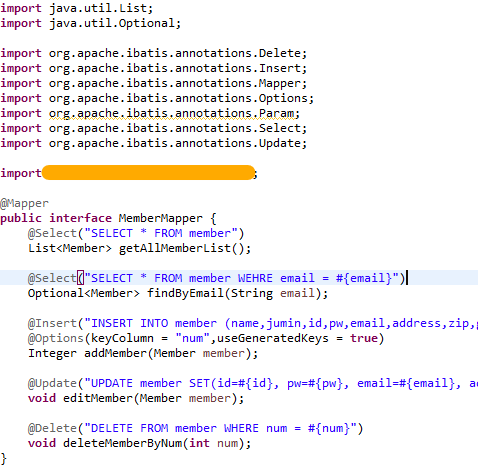 import java.util.List;
import java.util.Optional;
import org.apache.ibatis.annotations.Delete;
import org.apache.ibatis.annotations.Insert;
import org.apache.ibatis.annotations.Mapper;
import org.apache.ibatis.annotations.Options;
import org.apache.ibatis.annotations.Param;
import org.apache.ibatis.annotations.Select;
import org.apache.ibatis.annotations.Update;
import ;
@Mapper
public interface MemberMapper {
@Select("SELECT * FROM member")
List<Member> getAllMemberList();
@Select("SELECT * FROM member WEHRE email = #{email}")
Optional<Member> findByEmail(String email);
@Insert("INSERT INTO member (name,jumin,id,pw,email,address,zip,g
@Options(keyColumn = "num",useGeneratedKeys = true)
Integer addMember(Member member);
@Update("UPDATE member SET(id=#{id}, pw=#{pw}, email=#{email}, ad
void editMember(Member member);
@Delete("DELETE FROM member WHERE num = #{num}")
void deleteMemberByNum(int num);
}